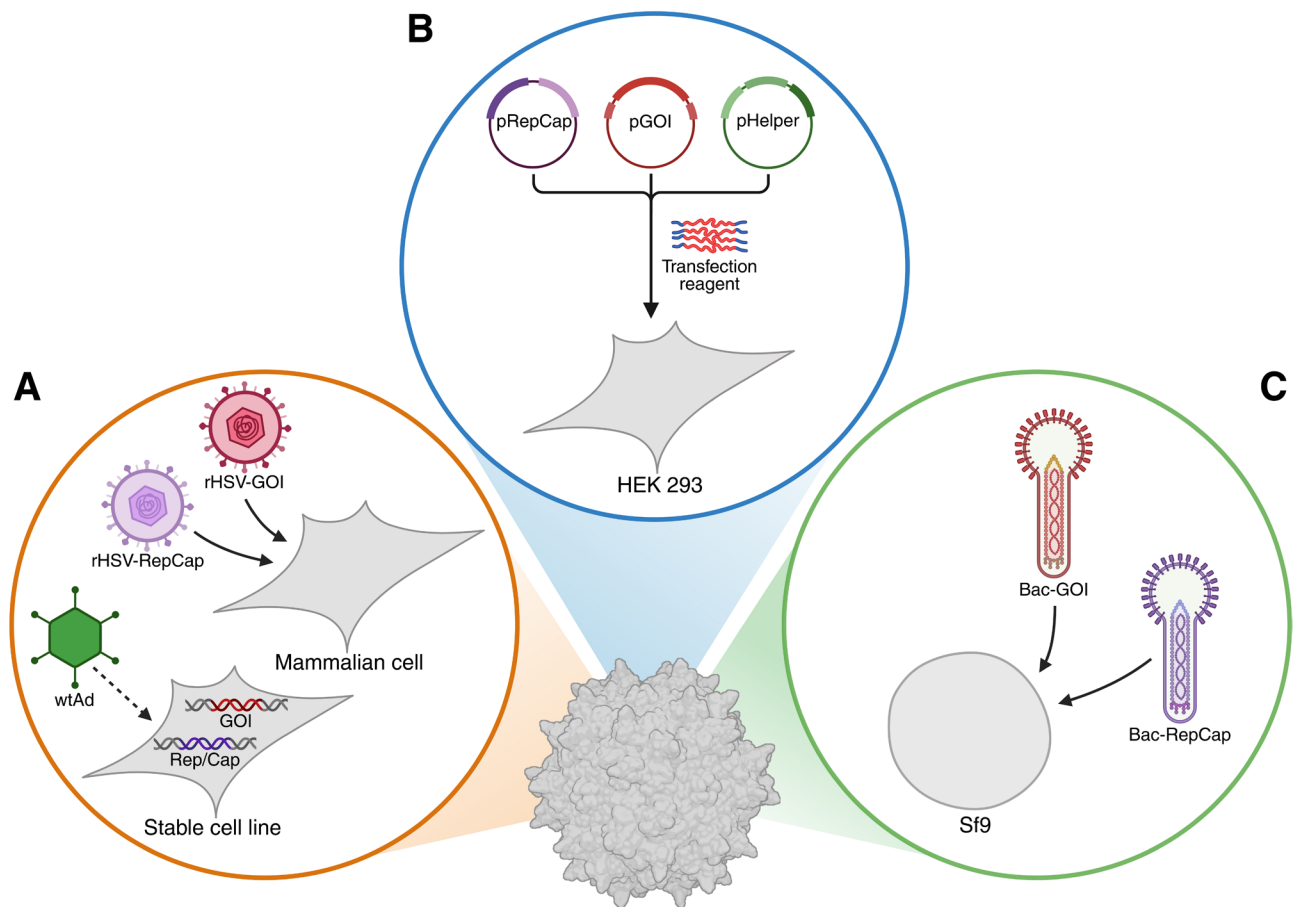 B
pRepCap
pGOI
pHelper
Transfection
reagent
HEK 293
A
rHSV-GOI
rHSV-RepCap
Mammalian cell
wtAd
GOI
Rep/Cap
Stable cell line
C
Bac-GOI
Bac-RepCap
Sf9